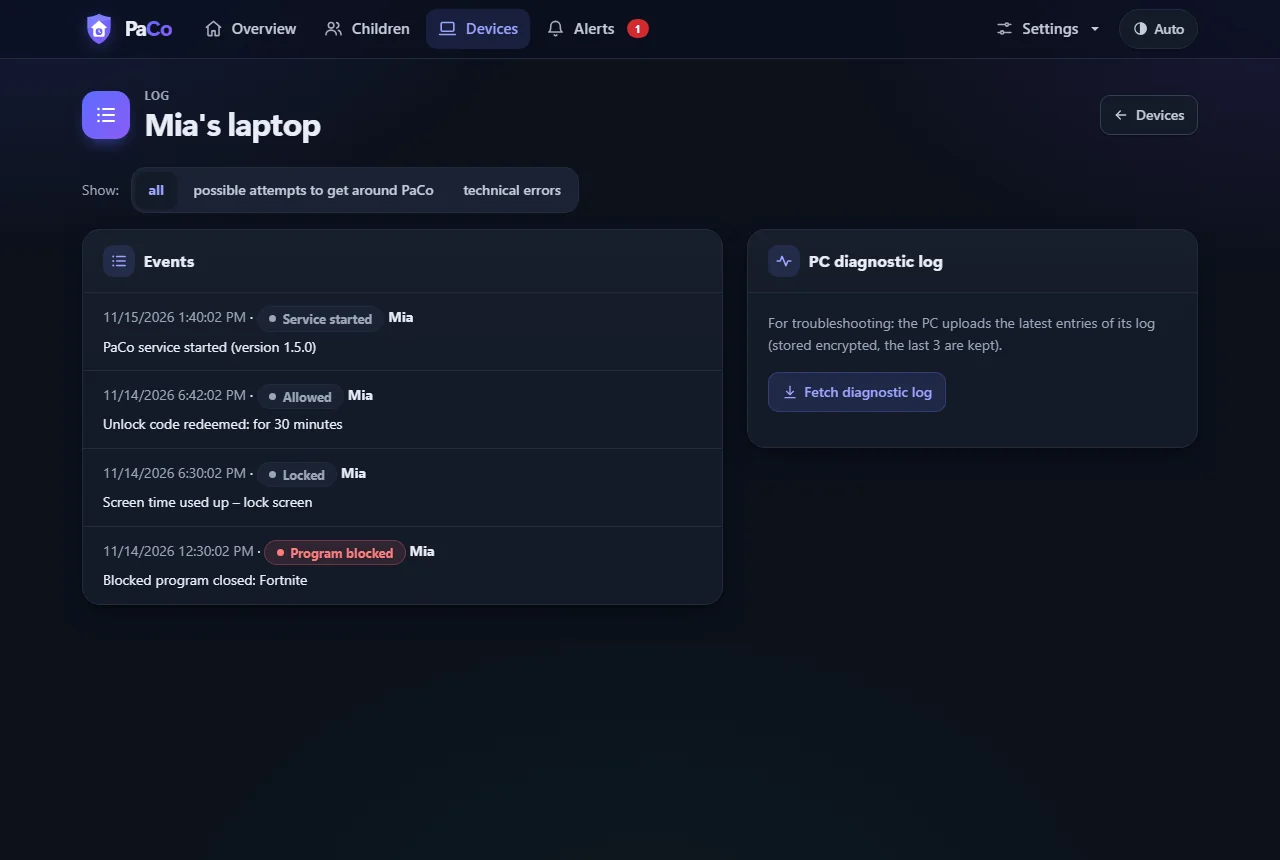 PaCo
Overview
Children
Devices
Alerts
1
Settings
Auto
LOG
Mia's laptop
Devices
Show:
all
possible attempts to get around PaCo
technical errors
Events
11/15/2026 1:40:02 PM · Service started Mia
PaCo service started (version 1.5.0)
11/14/2026 6:42:02 PM · Allowed Mia
Unlock code redeemed: for 30 minutes
11/14/2026 6:30:02 PM · Locked Mia
Screen time used up – lock screen
11/14/2026 12:30:02 PM · Program blocked Mia
Blocked program closed: Fortnite
PC diagnostic log
For troubleshooting: the PC uploads the latest entries of its log
(stored encrypted, the last 3 are kept).
Fetch diagnostic log